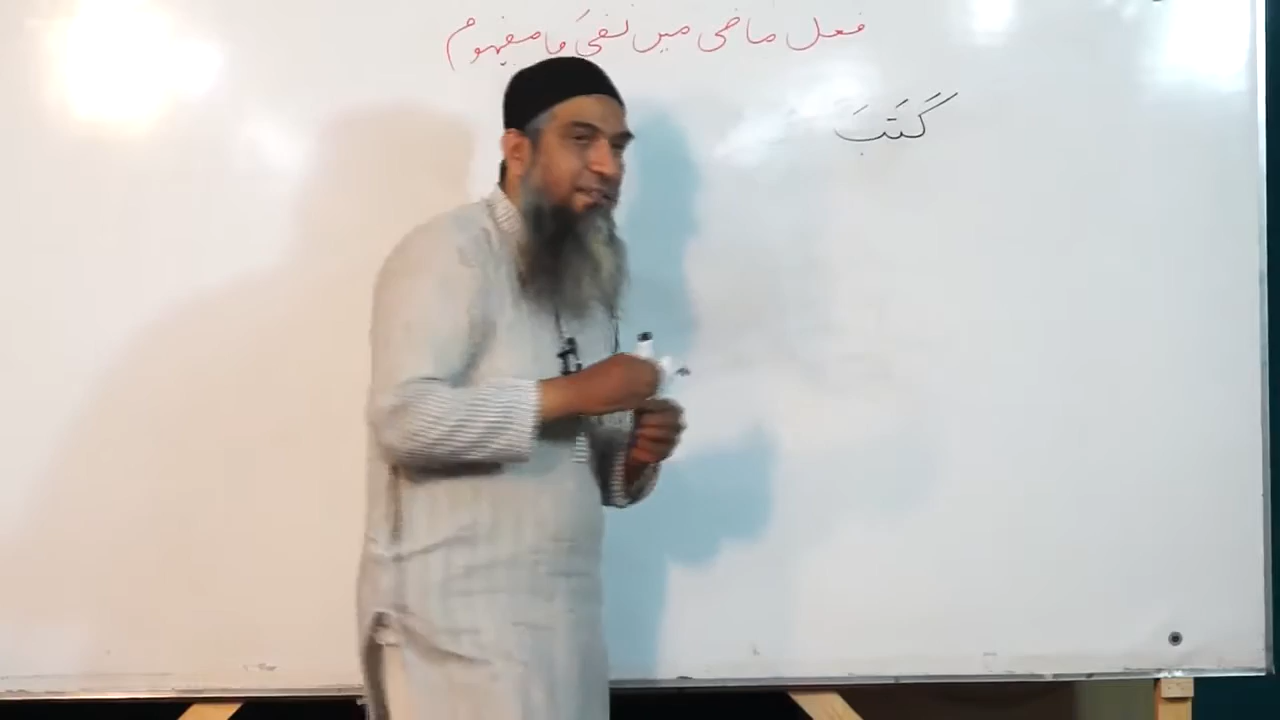 فعل ماضی میں نفی کا مفہوم
كَتَبَ